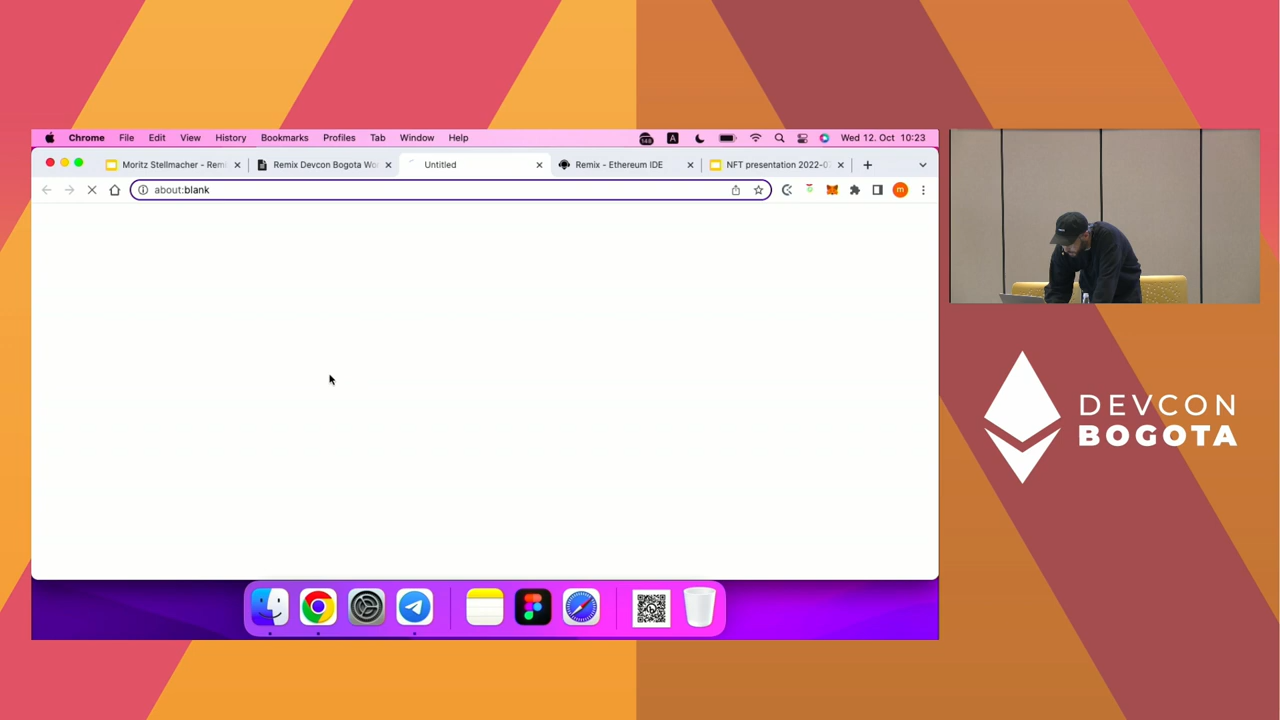 Chrome File Edit View History Bookmarks Profiles Tab Window Help A Wed 12. Oct 10:23
Moritz Stellmacher - Remi Remix Devcon Bogota Wo Untitled Remix - Ethereum IDE NFT presentation 2022-0
about:blank m
DEVCON
BOGOTA